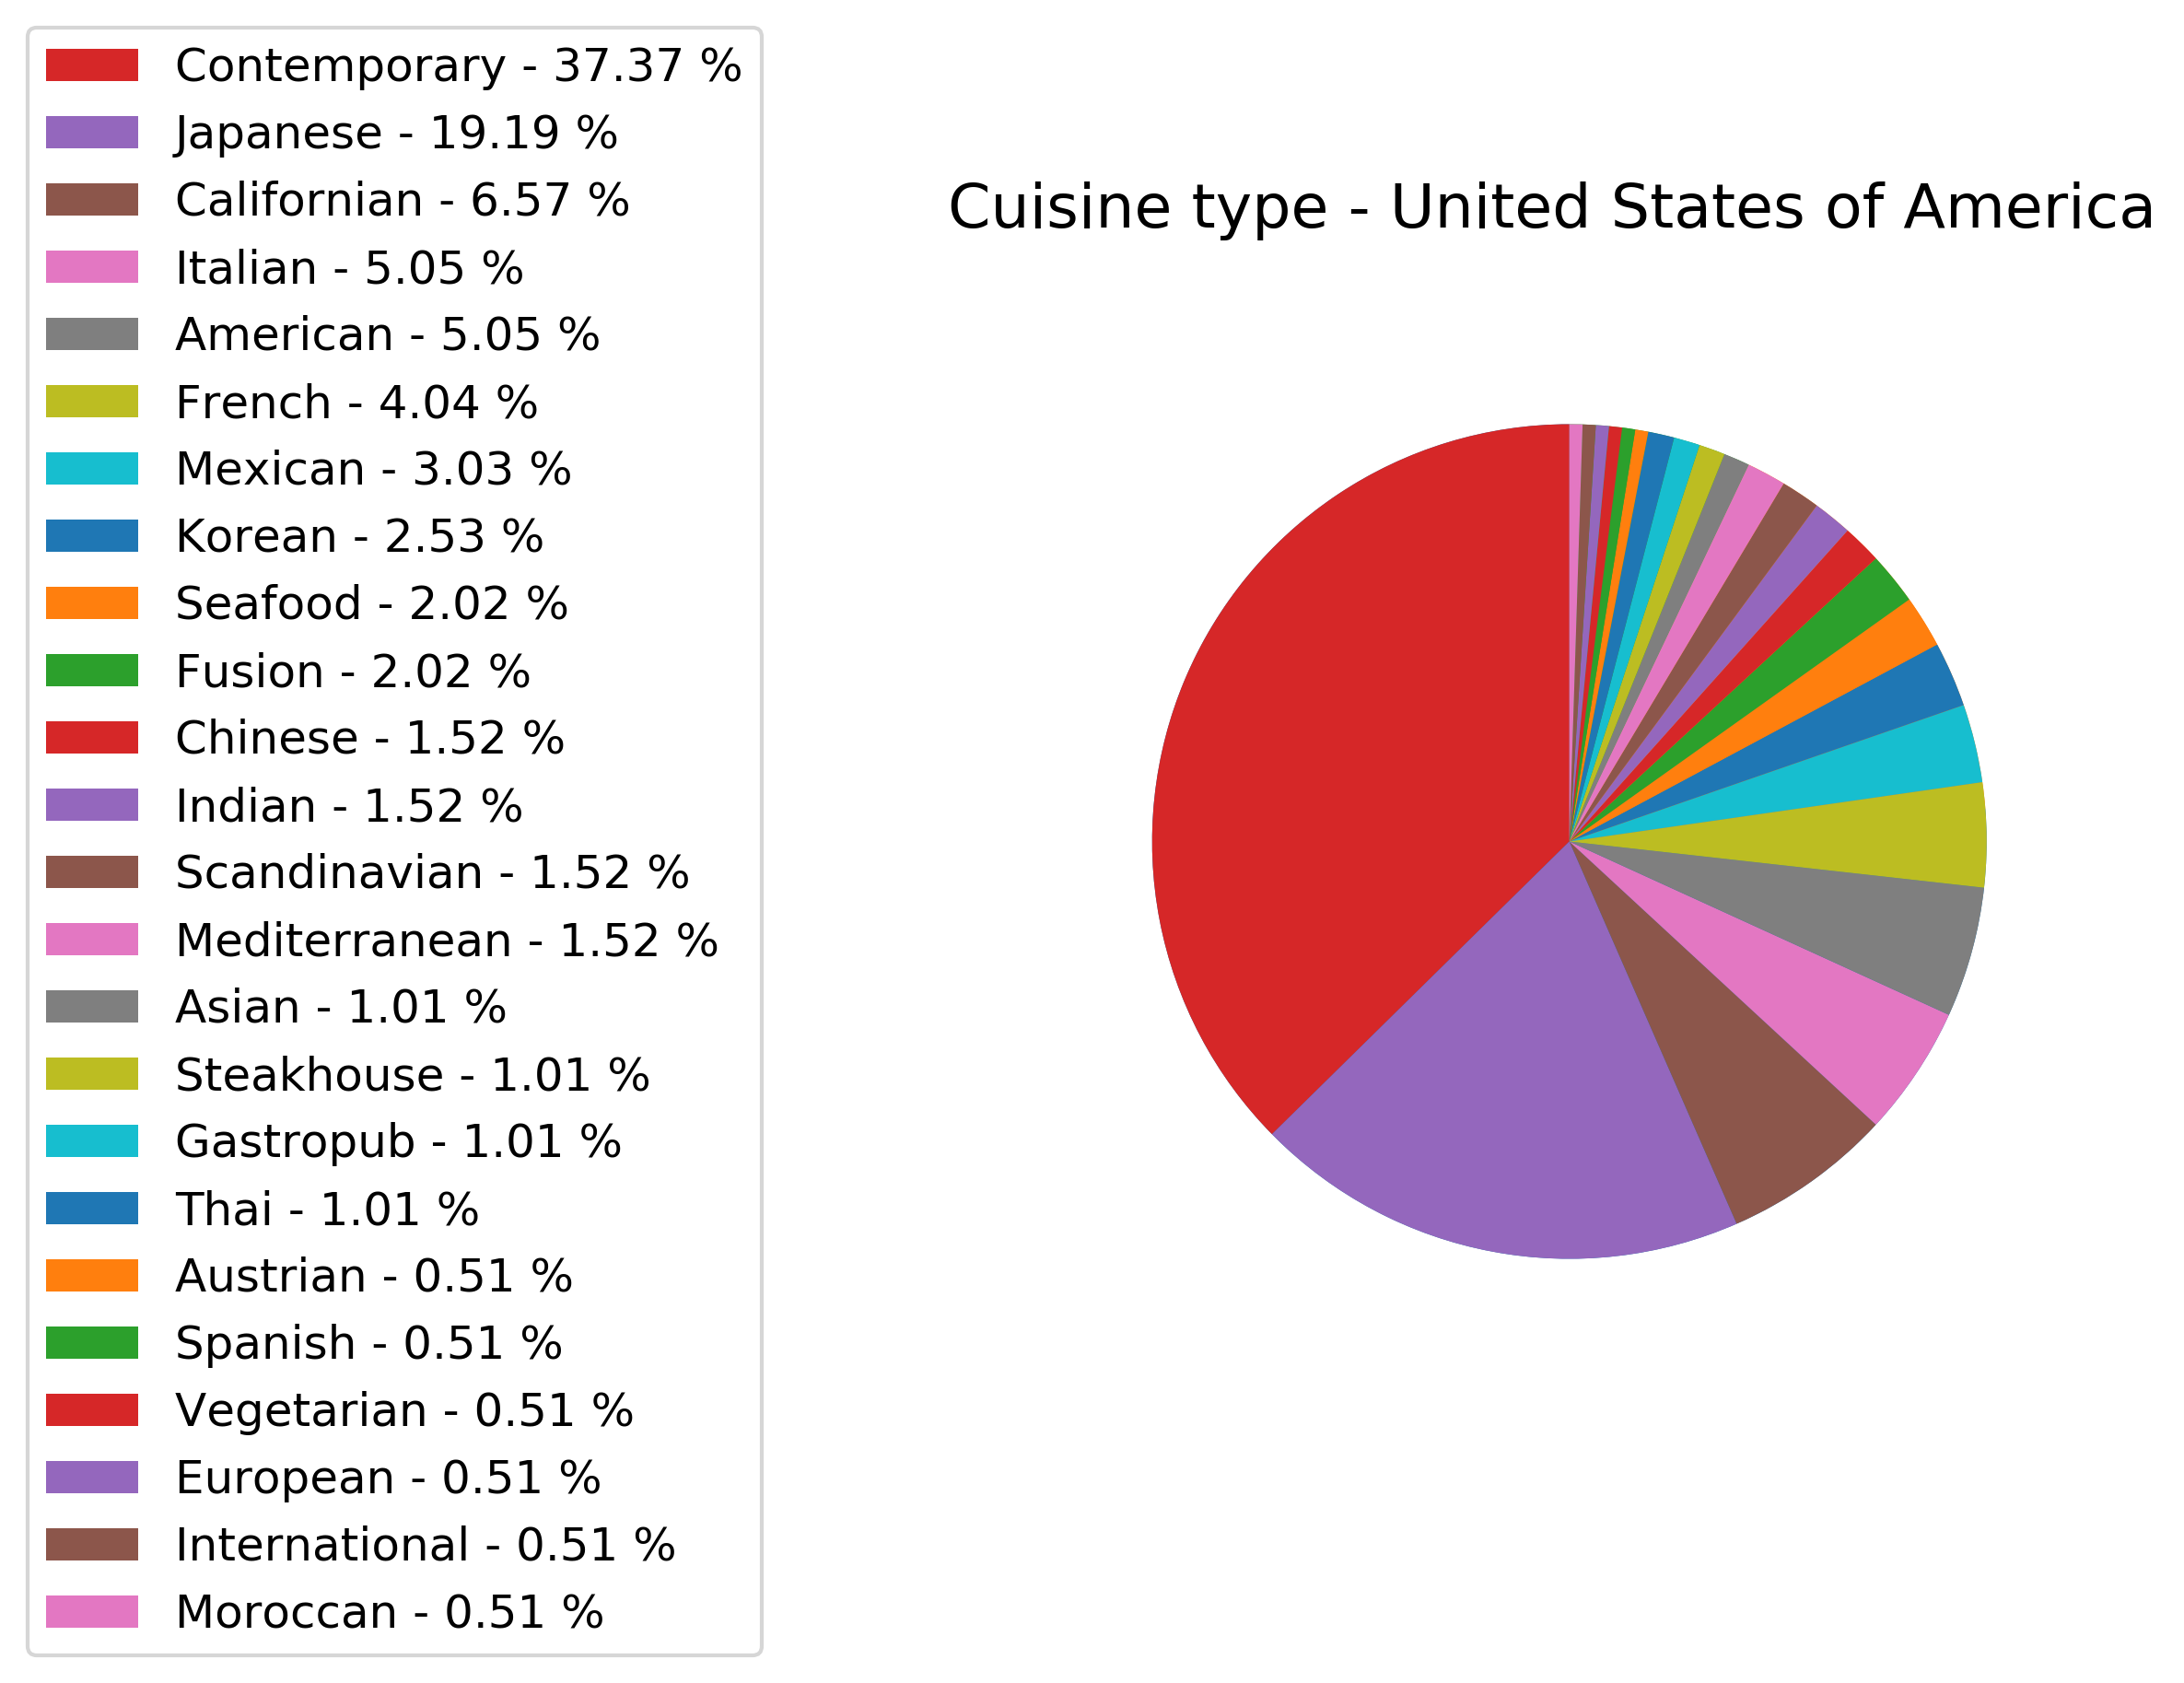 Contemporary - 37.37 %
Japanese - 19.19 %
Californian - 6.57 %
Italian - 5.05 %
American - 5.05 %
French - 4.04 %
Mexican - 3.03 %
Korean - 2.53 %
Seafood - 2.02 %
Fusion - 2.02 %
Chinese - 1.52 %
Indian - 1.52 %
Scandinavian - 1.52 %
Mediterranean - 1.52 %
Asian - 1.01 %
Steakhouse - 1.01 %
Gastropub - 1.01 %
Thai - 1.01 %
Austrian - 0.51 %
Spanish - 0.51 %
Vegetarian - 0.51 %
European - 0.51 %
International - 0.51 %
Moroccan - 0.51 %
Cuisine type - United States of America